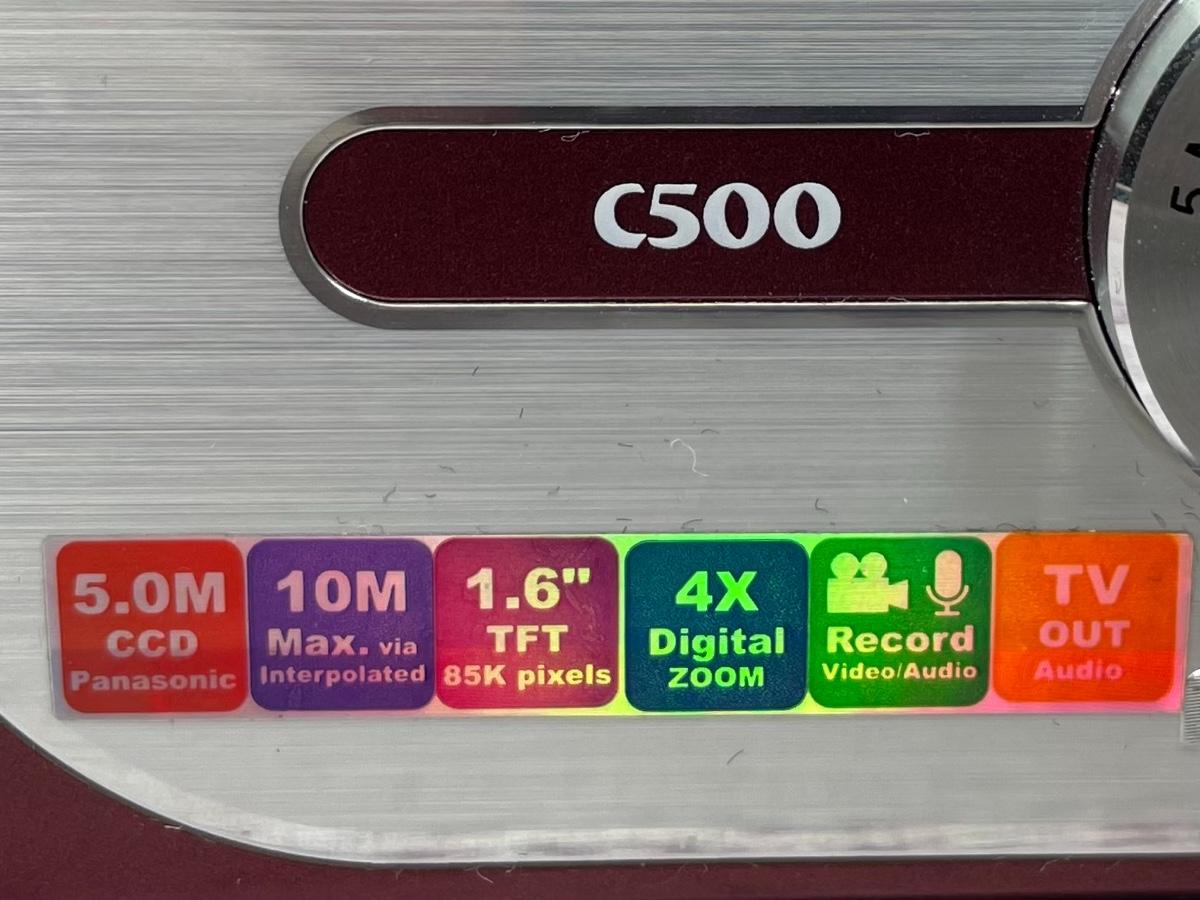 C500
5.0M
CCD
Panasonic
10M
Max. via
Interpolated
1.6"
TFT
85K pixels
4X
Digital
ZOOM
Record
Video/Audio
TV
OUT
Audio